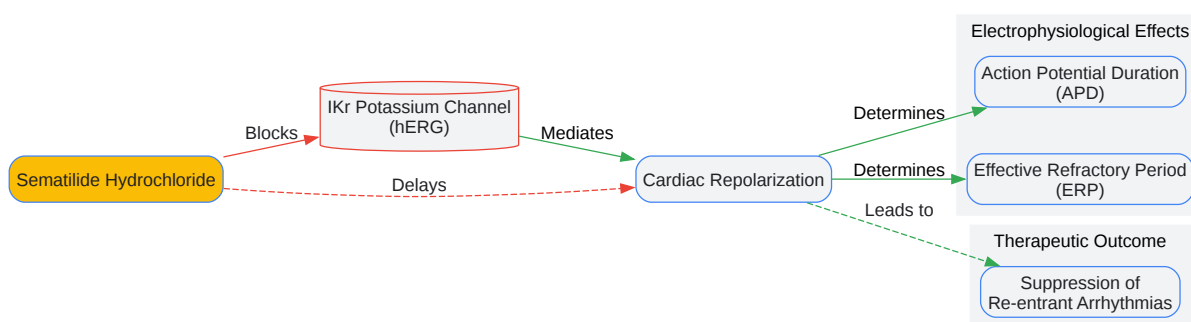 Electrophysiological Effects
Action Potential Duration
(APD)
IKr Potassium Channel
(hERG)
Determines
Blocks
Mediates
Sematilide Hydrochloride
Delays
Cardiac Repolarization
Determines
Effective Refractory Period
(ERP)
Leads to
Therapeutic Outcome
Suppression of
Re-entrant Arrhythmias